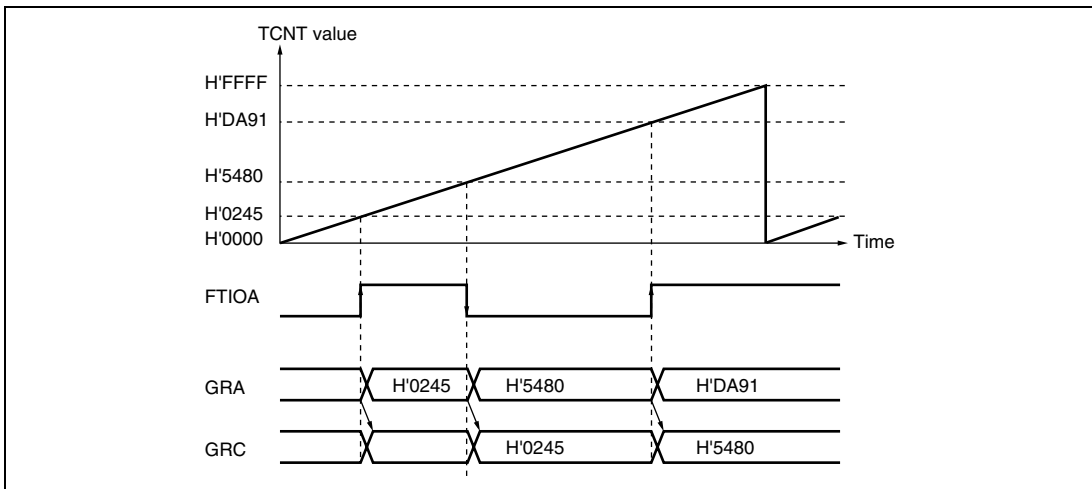 TCNT value
H'FFFF
H'DA91
H'5480
H'0245
H'0000
Time
FTIOA
GRA H'0245 H'5480 H'DA91
GRC H'0245 H'5480